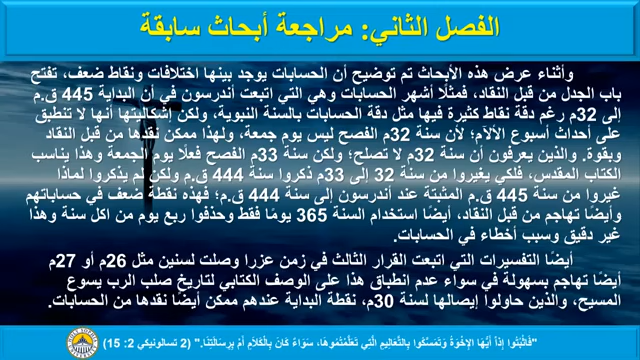 الفصل الثاني: مراجعة أبحاث سابقة
وأثناء عرض هذه الأبحاث تم توضيح أن الحسابات يوجد بينها اختلافات ونقاط ضعف، تفتح
باب الجدل من قبل النقاد، فمثلًا أشهر الحسابات وهي التي اتبعت أندرسون في أن البداية 445 ق.م
إلى 32م رغم دقة نقاط كثيرة فيها مثل دقة الحسابات بالسنة النبوية، ولكن إشكاليتها أنها لا تنطبق
على أحداث أسبوع الآلام؛ لأن سنة 32م الفصح ليس يوم جمعة، ولهذا ممكن نقدها من قبل النقاد
وبقوة. والذين يعرفون أن سنة 32م لا تصلح؛ ولكن سنة 33م الفصح فعلًا يوم الجمعة وهذا يناسب
الكتاب المقدس، فلكي يغيروا من سنة 32 إلى 33م ذكروا سنة 444 ق.م ولكن لم يذكروا لماذا
غيروا من سنة 445 ق.م المثبتة عند أندرسون إلى سنة 444 ق.م؛ فهذه نقطة ضعف في حساباتهم
وأيضًا تهاجم من قبل النقاد، أيضًا استخدام السنة 365 يومًا فقط وحذفوا ربع يوم من اكل سنة وهذا
غير دقيق وسبب أخطاء في الحسابات.
أيضًا التفسيرات التي اتبعت القرار الثالث في زمن عزرا وصلت لسنين مثل 26م أو 27م
أيضًا تهاجم بسهولة في سواء عدم انطباق هذا على الوصف الكتابي لتاريخ صلب الرب يسوع
المسيح، والذين حاولوا إيصالها لسنة 30م، نقطة البداية عندهم ممكن أيضًا نقدها من الحسابات.
"فَاثْبُتُوا إِذًا أَيُّهَا الإِخْوَةُ وَتَمَسَّكُوا بِالتَّعَالِيمِ الَّتِي تَعَلَّمْتُمُوهَا، سَوَاءٌ كَانَ بِالْكَلاَمِ أَمْ بِرِسَالَتِنَا." (2 تسالونيكي 2: 15)